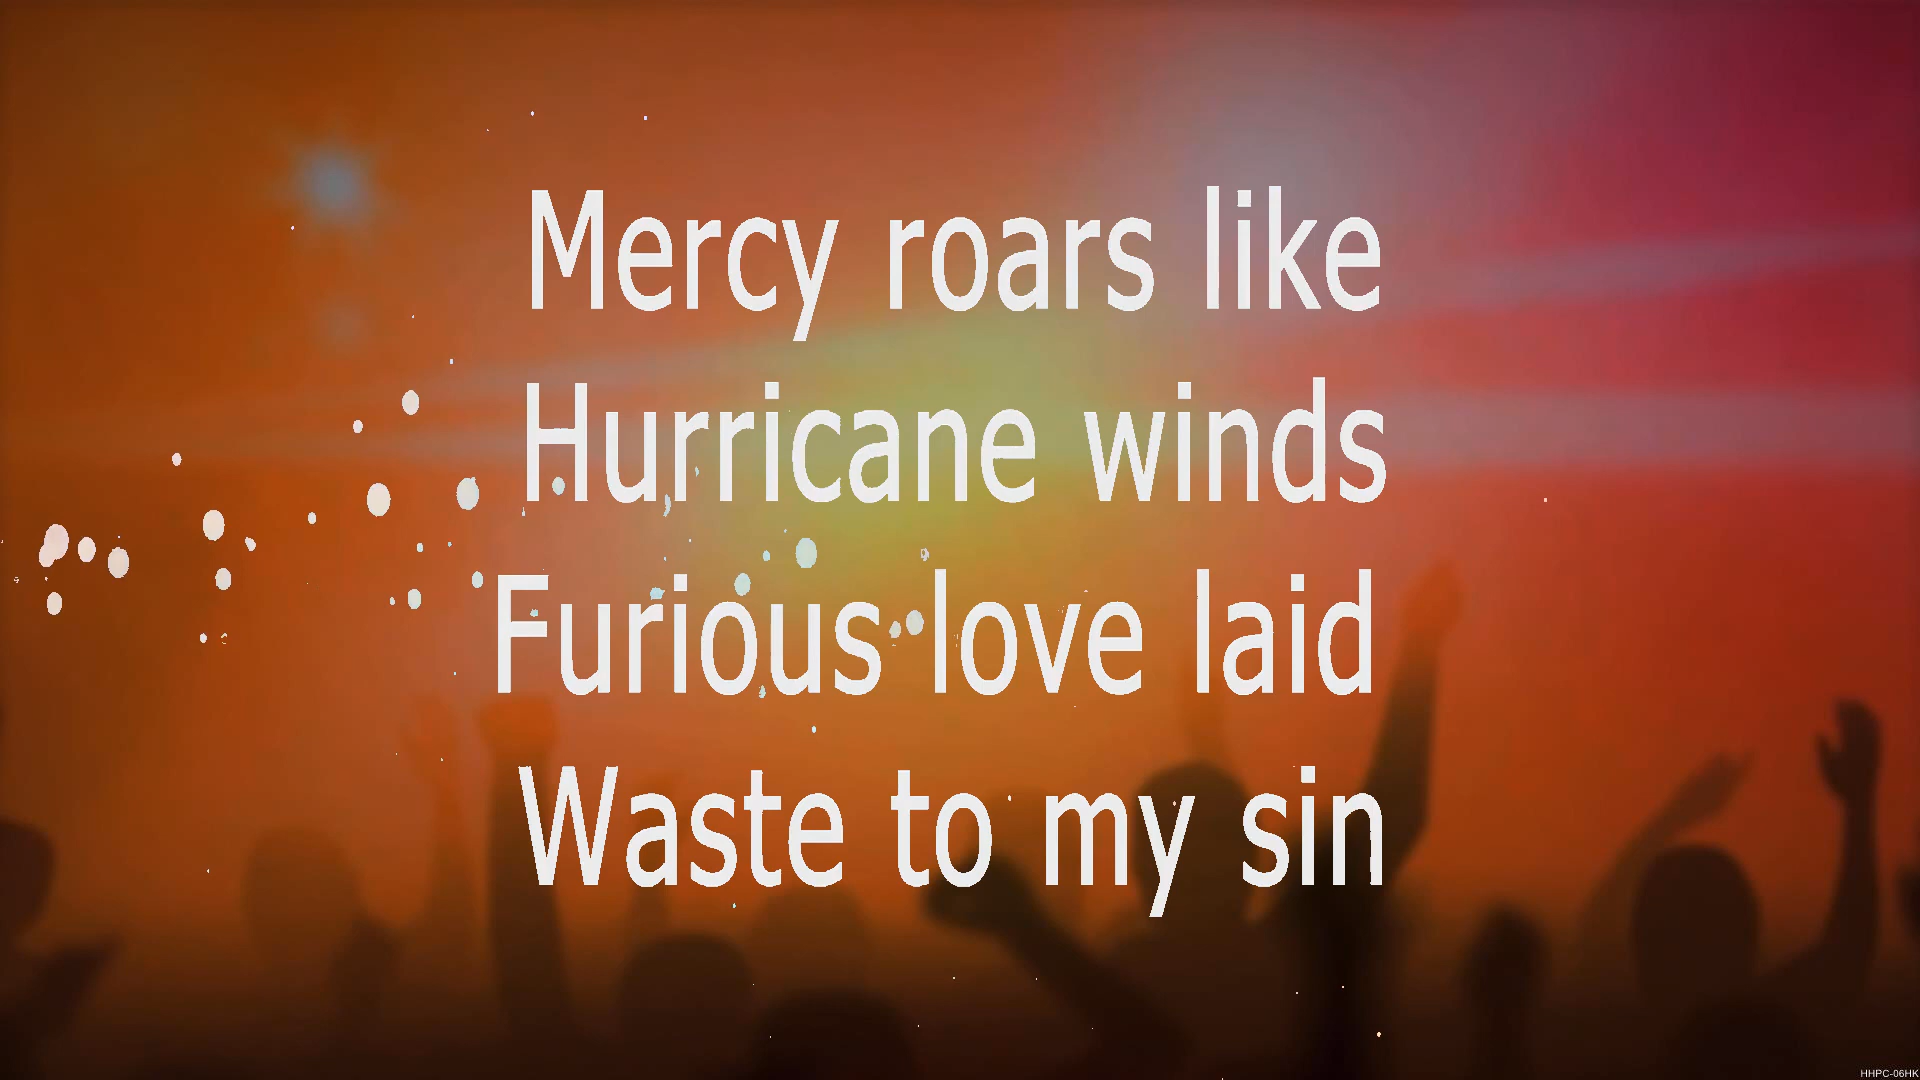 Mercy roars like
Hurricane winds
Furious love laid
Waste to my sin
HHPC-06HK